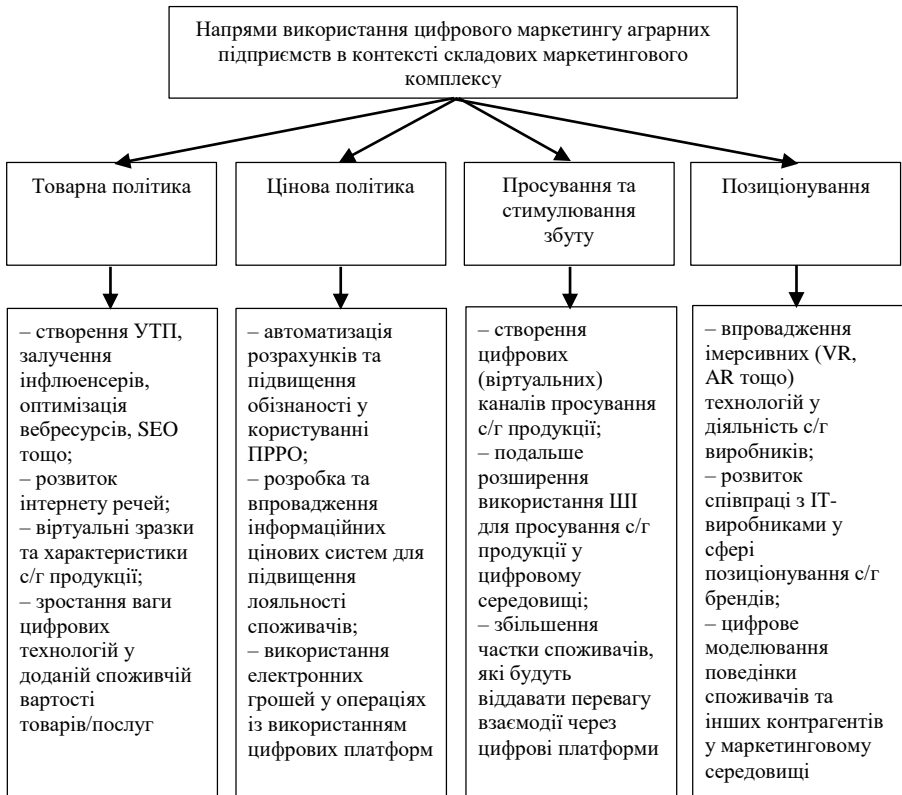 Напрями використання цифрового маркетингу аграрних
підприємств в контексті складових маркетингового
комплексу
Товарна політика
Цінова політика
Просування та
стимулювання
збуту
Позиціонування
– створення УТП,
залучення
інфлюенсерів,
оптимізація
вебресурсів, SEO
тощо;
– розвиток
інтернету речей;
– віртуальні зразки
та характеристики
с/г продукції;
– зростання ваги
цифрових
технологій у
доданій споживчій
вартості
товарів/послуг
– автоматизація
розрахунків та
підвищення
обізнаності у
користуванні
ПРРО;
– розробка та
впровадження
інформаційних
цінових систем для
підвищення
лояльності
споживачів;
– використання
електронних
грошей у операціях
із використанням
цифрових платформ
– створення
цифрових
(віртуальних)
каналів просування
с/г продукції;
– подальше
розширення
використання ШІ
для просування с/г
продукції у
цифровому
середовищі;
– збільшення
частки споживачів,
які будуть
віддавати перевагу
взаємодії через
цифрові платформи
– впровадження
імерсивних (VR,
AR тощо)
технологій у
діяльність с/г
виробників;
– розвиток
співпраці з ІТ-
виробниками у
сфері
позиціонування с/г
брендів;
– цифрове
моделювання
поведінки
споживачів та
інших контрагентів
у маркетинговому
середовищі